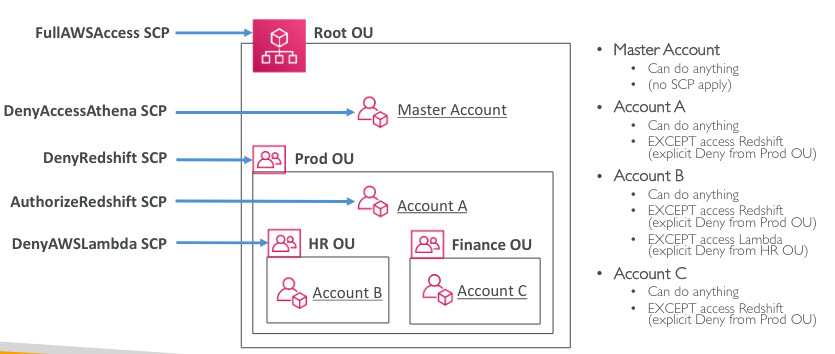 FullAWSAccess SCP
Root OU
DenyAccessAthena SCP
Master Account
DenyRedshift SCP
Prod OU
AuthorizeRedshift SCP
Account A
DenyAWSLambda SCP
HR OU
Finance OU
Account B
Account C
• Master Account
• Can do anything
• (no SCP apply)
• Account A
• Can do anything
• EXCEPT access Redshift
(explicit Deny from Prod OU)
• Account B
• Can do anything
• EXCEPT access Redshift
(explicit Deny from Prod OU)
• EXCEPT access Lambda
(explicit Deny from HR OU)
• Account C
• Can do anything
• EXCEPT access Redshift
(explicit Deny from Prod OU)